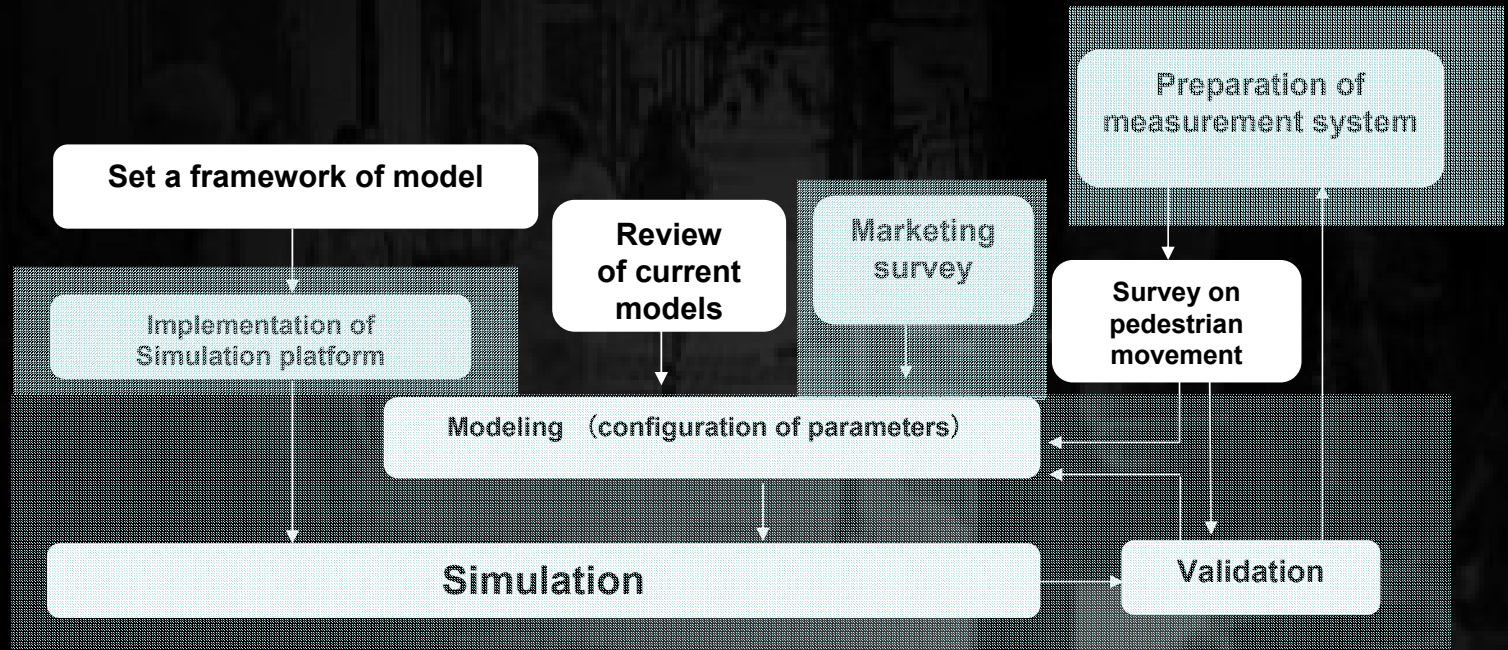 Preparation of
measurement system
Set a framework of model
Review
of current
models
Marketing
survey
Survey on
pedestrian
movement
Implementation of
Simulation platform
Modeling （configuration of parameters）
Simulation
Validation